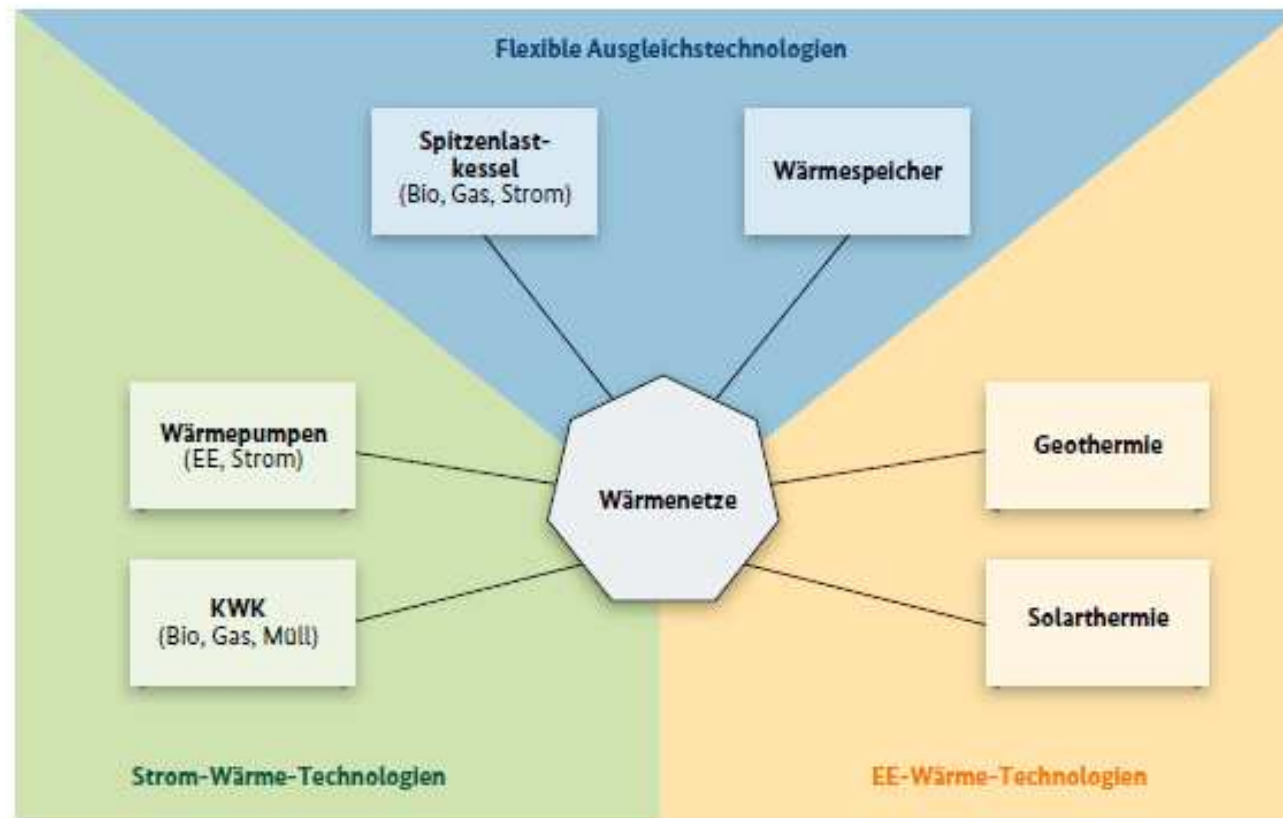 Flexible Ausgleichstechnologien
Spitzenlast-
kessel
(Bio, Gas, Strom)
Wärmespeicher
Wärmepumpen
(EE, Strom)
Geothermie
Wärmenetze
KWK
(Bio, Gas, Müll)
Solarthermie
Strom-Wärme-Technologien
EE-Wärme-Technologien